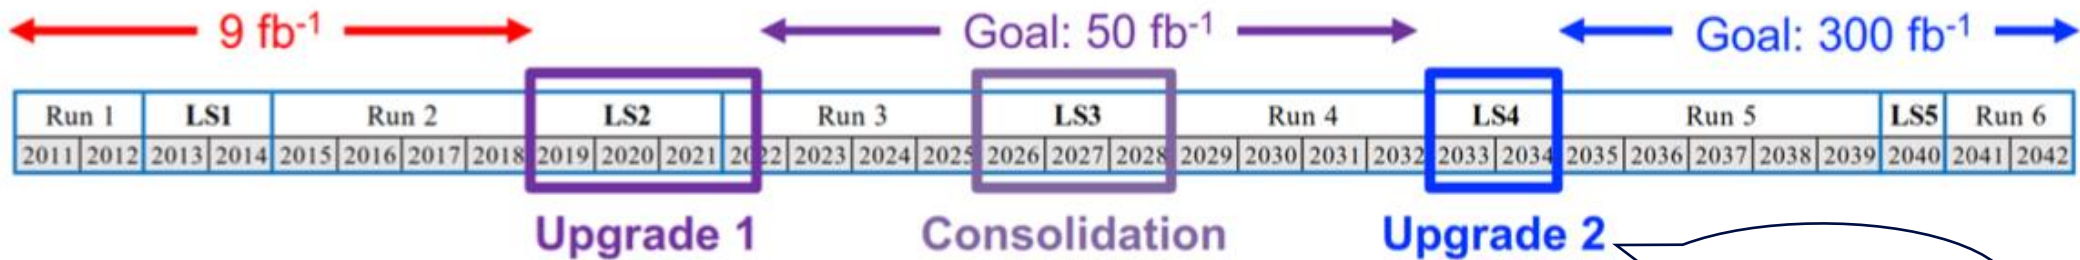 9 fb-1 Goal: 50 fb-1 Goal: 300 fb-1
Run 1 LS1 Run 2 LS2 Run 3 LS3 Run 4 LS4 Run 5 LS5 Run 6
2011 2012 2013 2014 2015 2016 2017 2018 2019 2020 2021 2022 2023 2024 2025 2026 2027 2028 2029 2030 2031 2032 2033 2034 2035 2036 2037 2038 2039 2040 2041 2042
Upgrade 1 Consolidation Upgrade 2